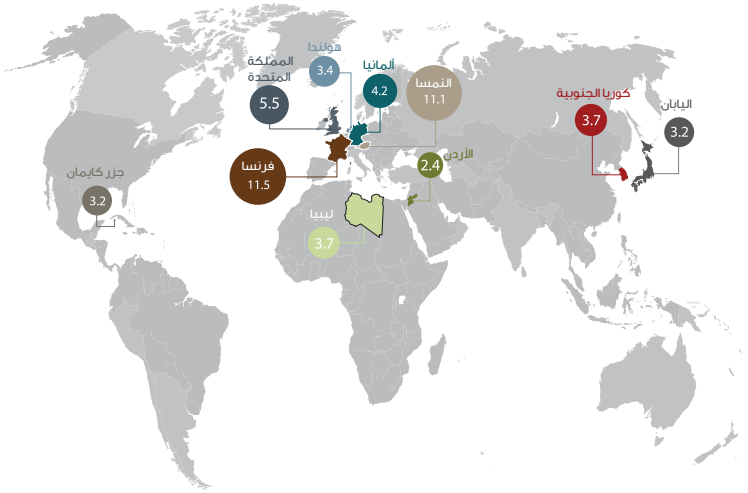 هولندا
3.4
المملكة
المتحدة
5.5
ألمانيا
4.2
النمسا
11.1
كوريا الجنوبية
3.7
اليابان
3.2
الأردن
2.4
فرنسا
11.5
جزر كايمان
3.2
ليبيا
3.7